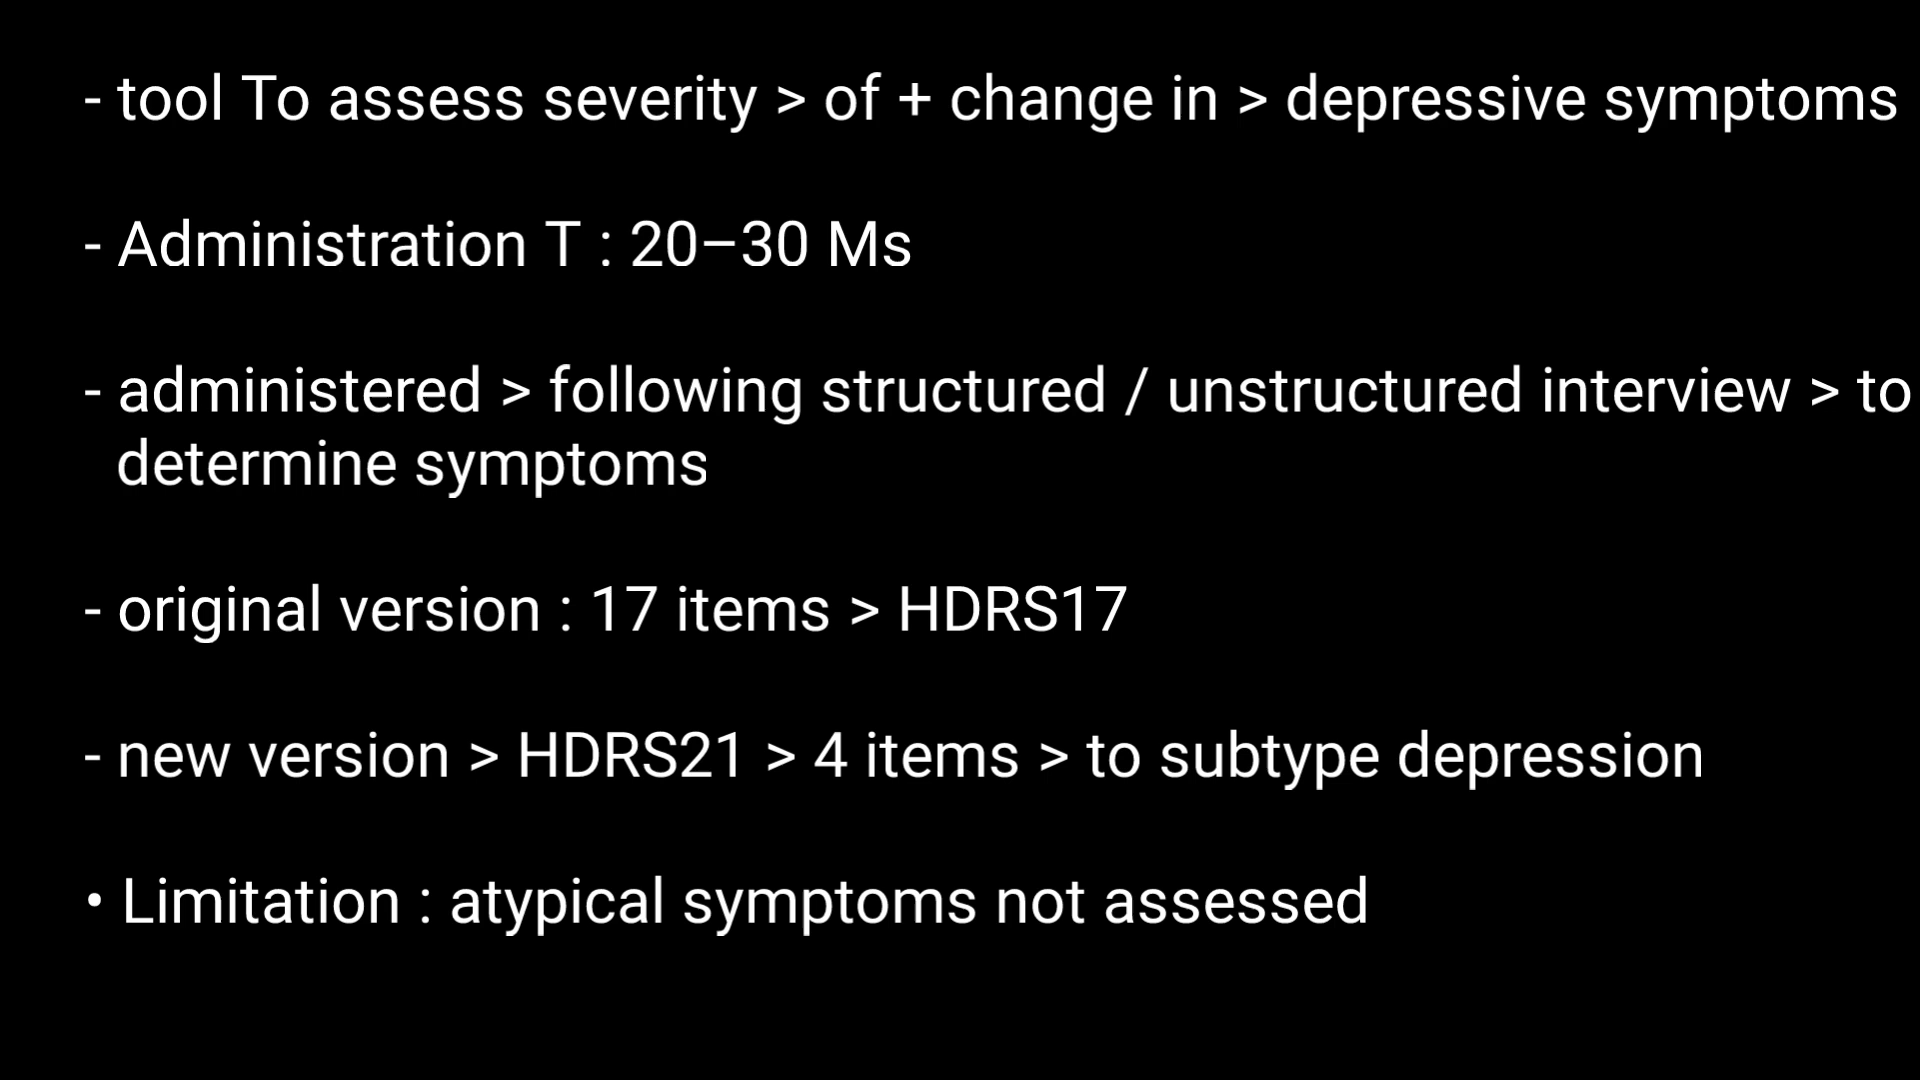 - tool To assess severity > of + change in > depressive symptoms
- Administration T : 20–30 Ms
- administered > following structured / unstructured interview > to
determine symptoms
- original version : 17 items > HDRS17
- new version > HDRS21 > 4 items > to subtype depression
• Limitation : atypical symptoms not assessed